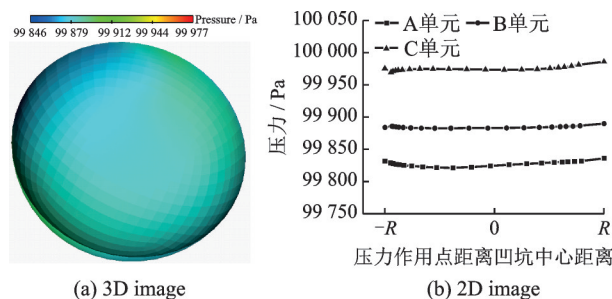 Pressure / Pa
99 846 99 879 99 911 99 944 99 977
(a) 3D image
100 050
100 000
99 950
99 900
99 850
99 800
99 750
压力 / Pa
A单元 B单元
C单元
−R 0 R
压力作用点距离凹坑中心距离
(b) 2D image